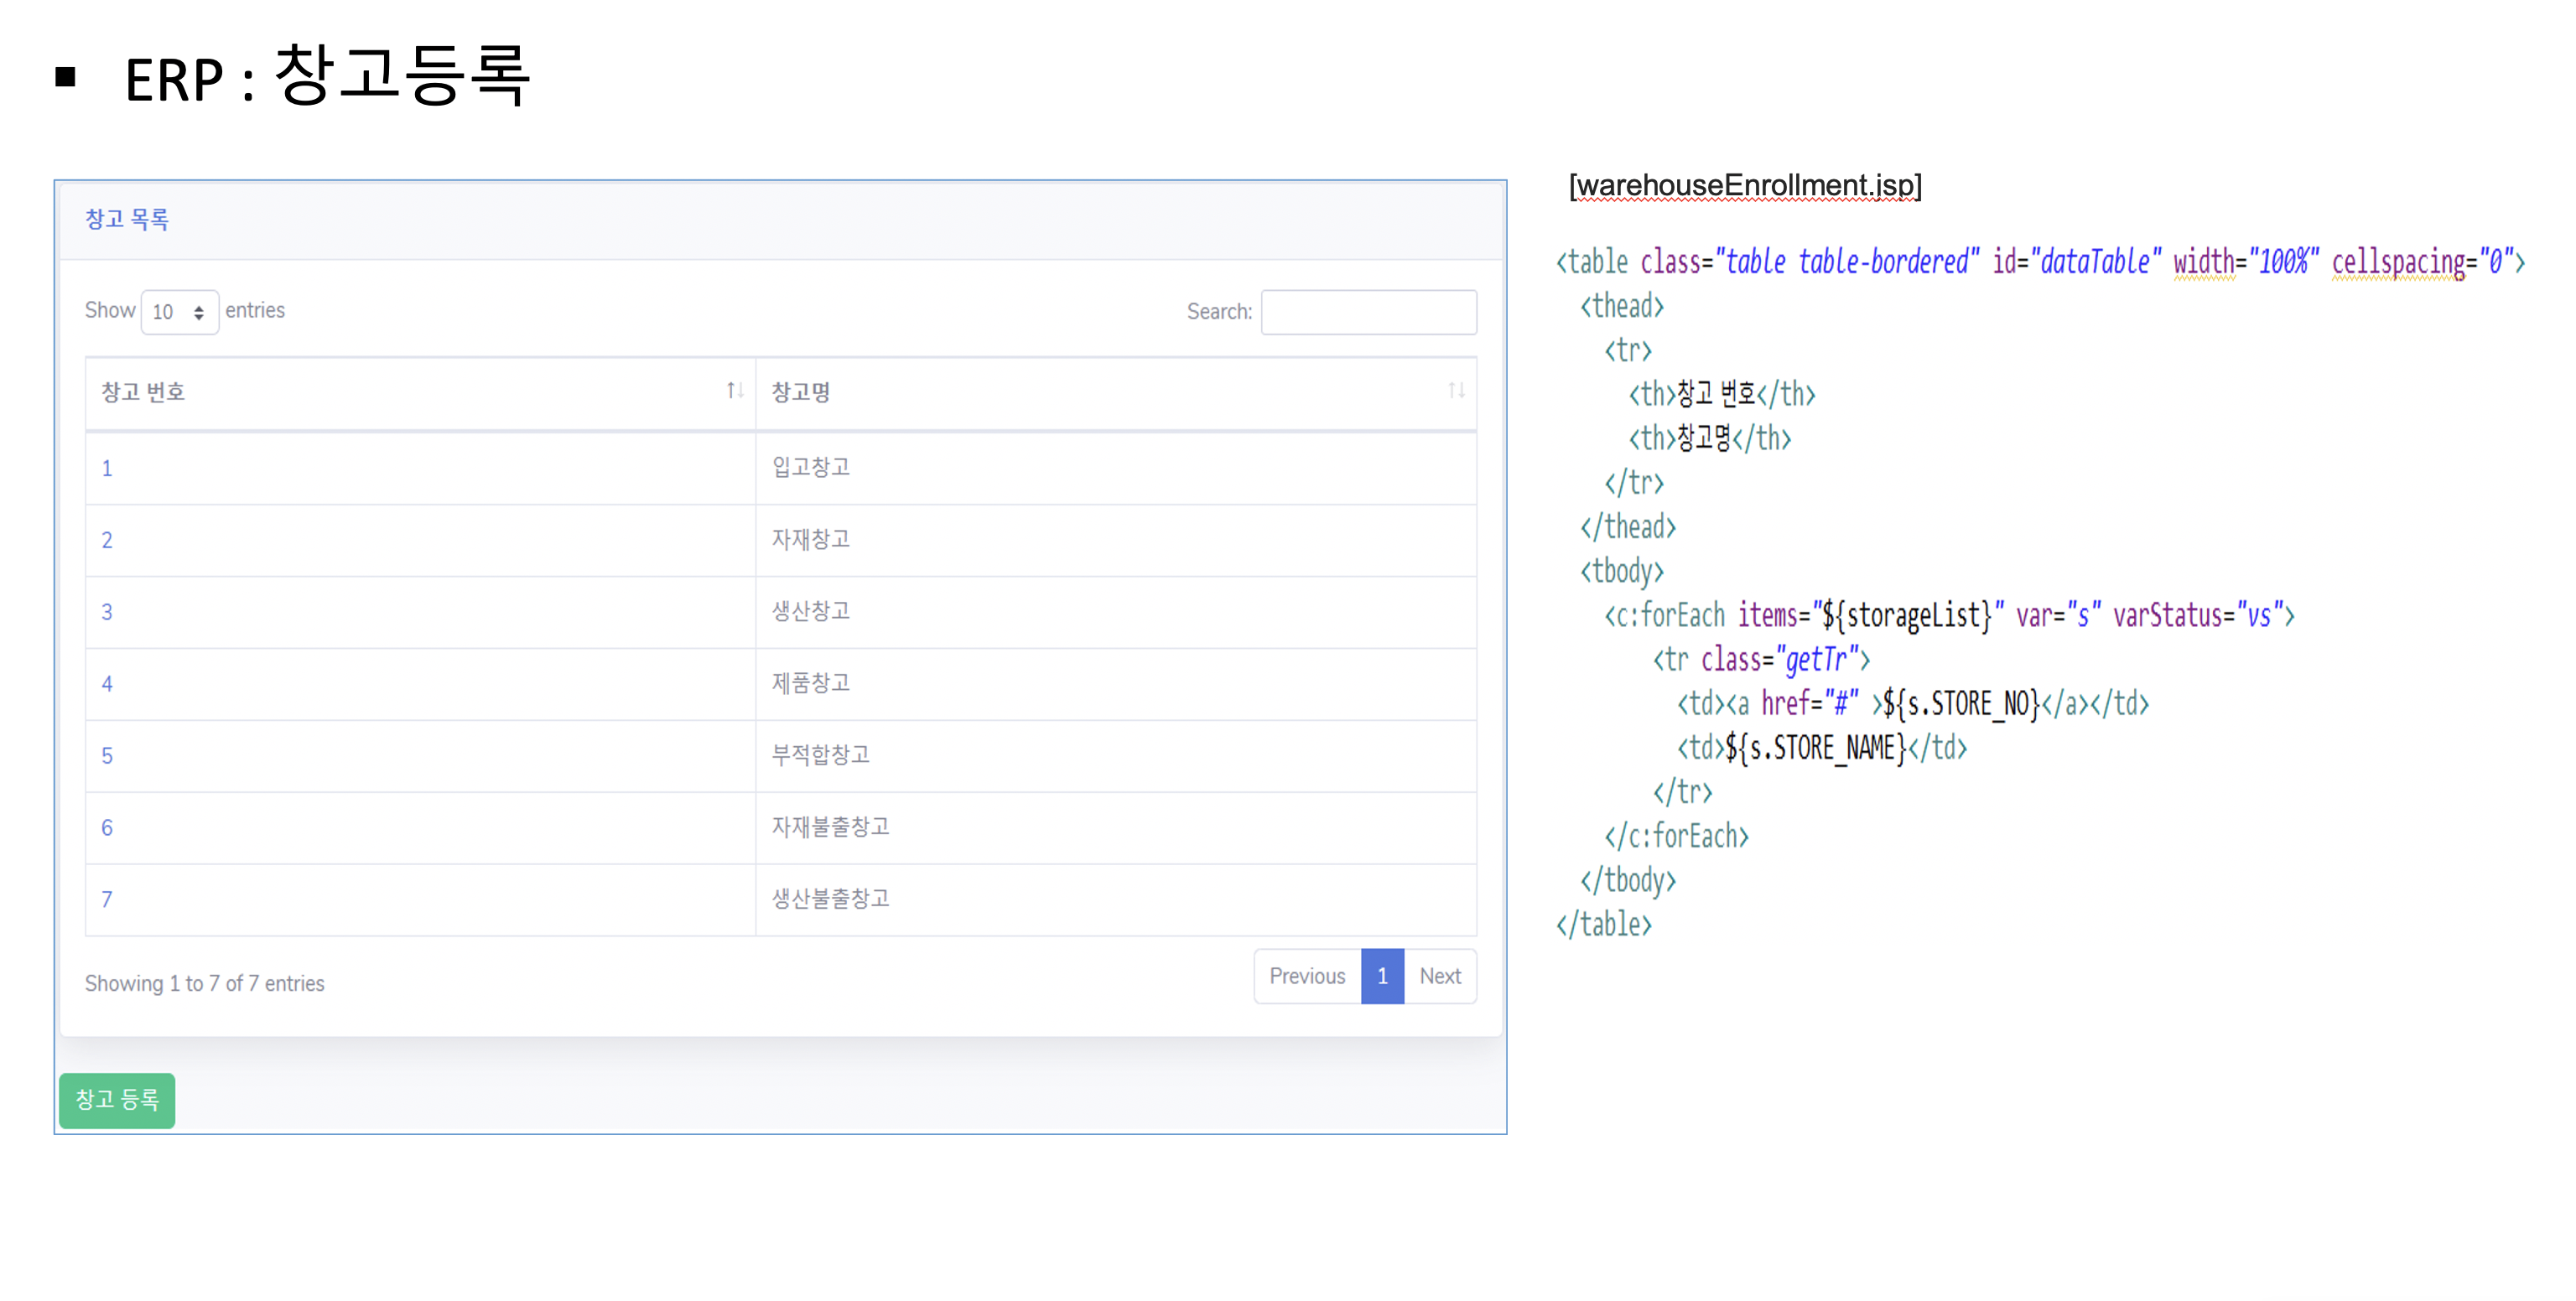 ▪ ERP : 창고등록
창고 목록
Show 10 entries
Search:
창고 번호 창고명
1 입고창고
2 자재창고
3 생산창고
4 제품창고
5 부적합창고
6 자재불출창고
7 생산불출창고
Showing 1 to 7 of 7 entries
Previous 1 Next
창고 등록
[warehouseEnrollment.jsp]
<table class="table table-bordered" id="dataTable" width="100%" cellspacing="0">
<thead>
<tr>
<th>창고 번호</th>
<th>창고명</th>
</tr>
</thead>
<tbody>
<c:forEach items="${storageList}" var="s" varStatus="vs">
<tr class="getTr">
<td><a href="#" >${s.STORE_NO}</a></td>
<td>${s.STORE_NAME}</td>
</tr>
</c:forEach>
</tbody>
</table>